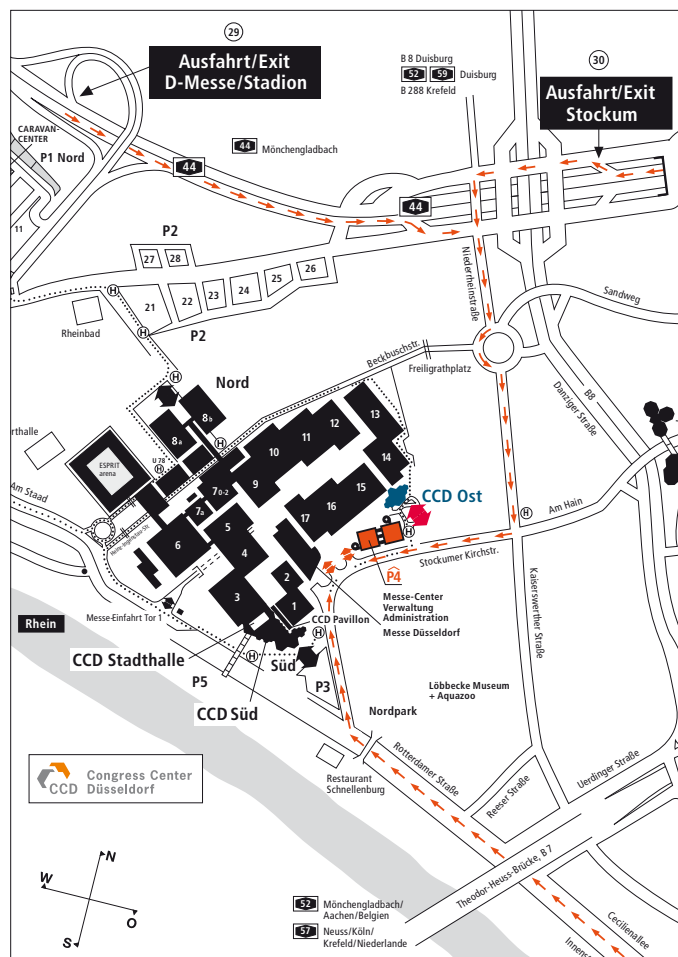 29
Ausfahrt/Exit
D-Messe/Stadion
B 8 Duisburg
52 59 Duisburg
B 288 Krefeld
30
Ausfahrt/Exit
Stockum
CARAVAN-
CENTER
P1 Nord
44 Mönchengladbach
44
44
11
P2
27 28
21
22
23
24
25
26
P2
Rheinbad
Niederrheinstraße
Sandweg
Beckbuschstr.
Freiligrathplatz
Danziger Straße
B8
H
H
H
Nord
8b
8a
H
U 78
H
ESPRIT
arena
rthalle
Am Staad
13
12
11
10
9
14
15
16
17
7 0-2
7a
5
4
6
3
2
1
CCD Ost
H
H
Am Hain
Stockumer Kirchstr.
P4
Messe-Center
Verwaltung
Administration
Messe Düsseldorf
Kaiserswerther Straße
Messe-Einfahrt Tor 1
CCD Pavillon
H
H
Rhein
CCD Stadthalle
Süd
P5
CCD Süd
P3
Löbbecke Museum
+ Aquazoo
Nordpark
Rotterdamer Straße
Reeser Straße
Uerdinger Straße
Restaurant
Schnellenburg
CCD
Congress Center
Düsseldorf
N
W
O
S
Theodor-Heuss-Brücke, B 7
52 Mönchengladbach/
Aachen/Belgien
57 Neuss/Köln/
Krefeld/Niederlande
Cecilienallee
Innenst